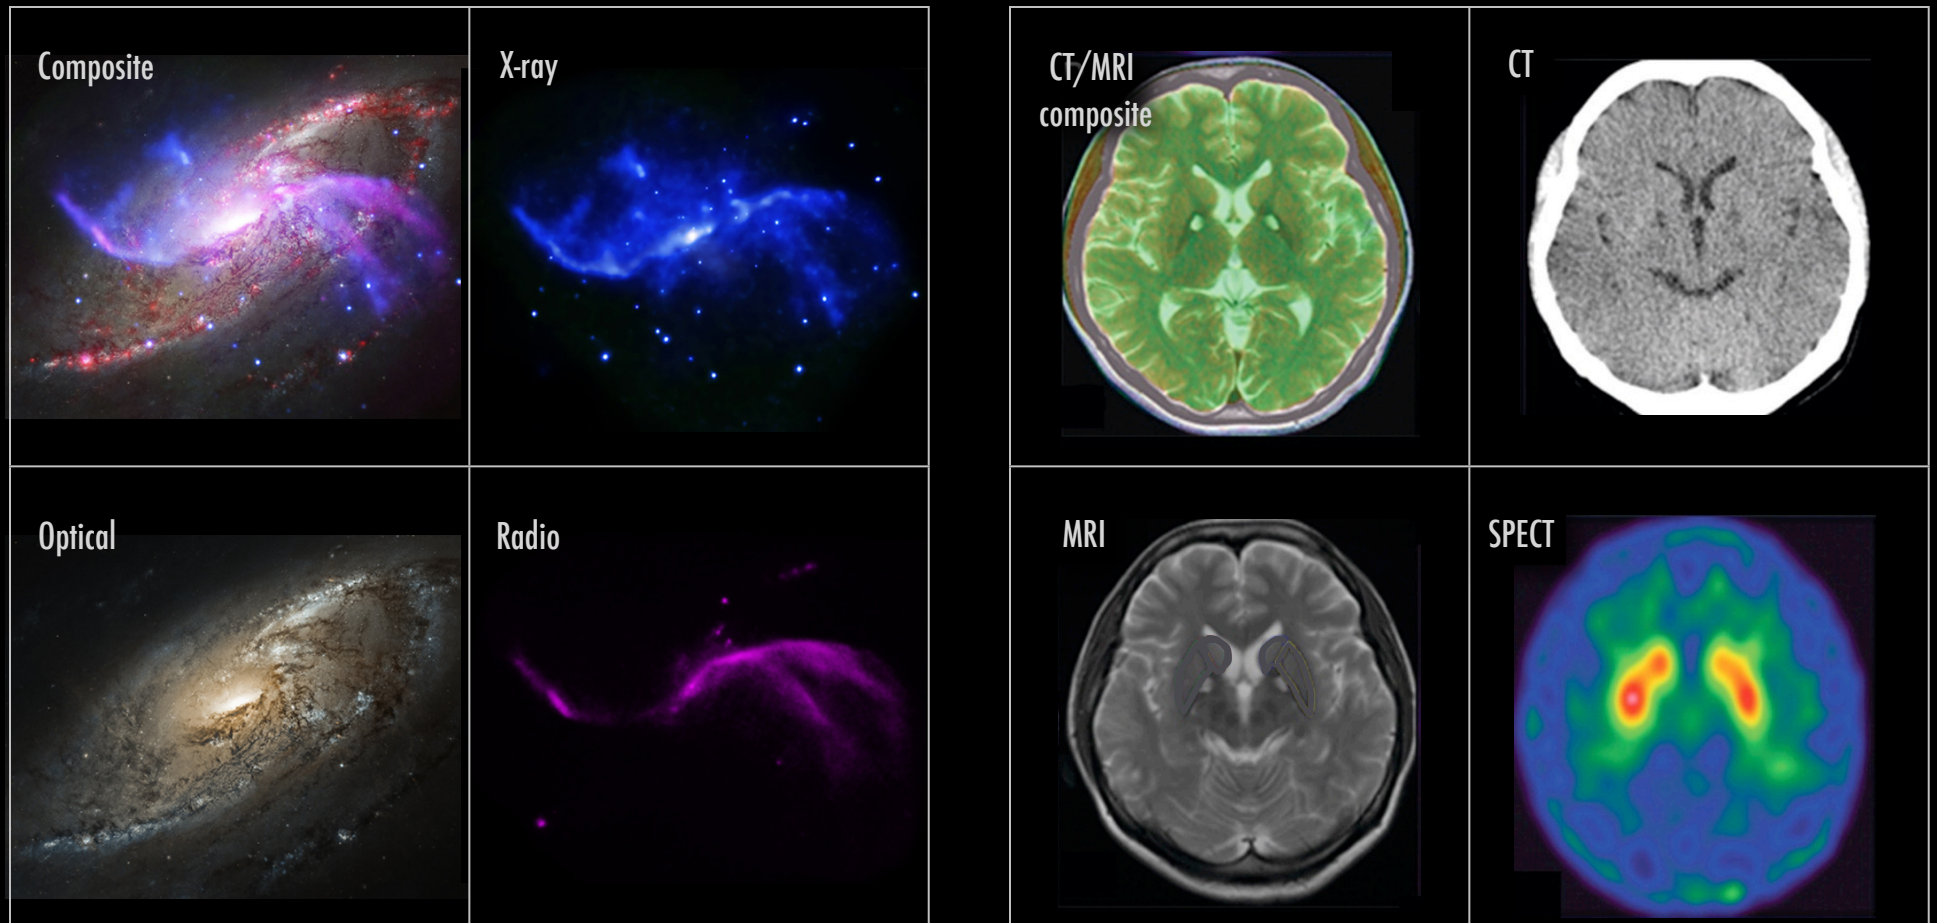 Composite
X-ray
CT/MRI
composite
CT
Optical
Radio
MRI
SPECT